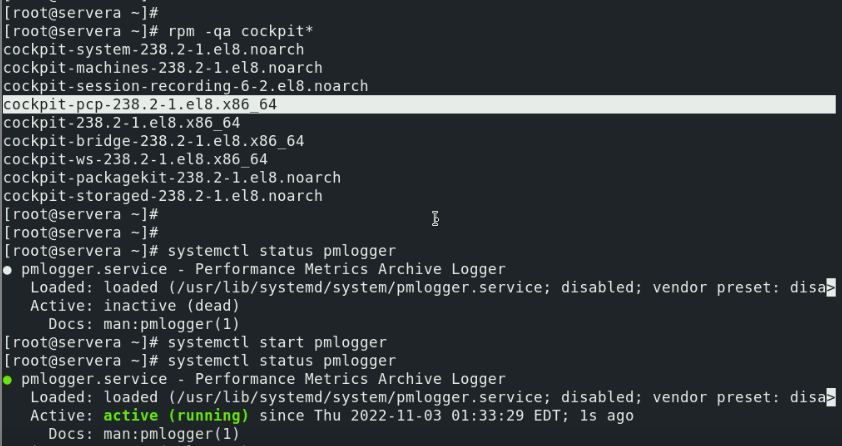 [root@servera ~]#
[root@servera ~]# rpm -qa cockpit*
cockpit-system-238.2-1.el8.noarch
cockpit-machines-238.2-1.el8.noarch
cockpit-session-recording-6-2.el8.noarch
cockpit-pcp-238.2-1.el8.x86_64
cockpit-238.2-1.el8.x86_64
cockpit-bridge-238.2-1.el8.x86_64
cockpit-ws-238.2-1.el8.x86_64
cockpit-packagekit-238.2-1.el8.noarch
cockpit-storaged-238.2-1.el8.noarch
[root@servera ~]#
[root@servera ~]#
[root@servera ~]# systemctl status pmlogger
● pmlogger.service - Performance Metrics Archive Logger
   Loaded: loaded (/usr/lib/systemd/system/pmlogger.service; disabled; vendor preset: disa>
   Active: inactive (dead)
     Docs: man:pmlogger(1)
[root@servera ~]# systemctl start pmlogger
[root@servera ~]# systemctl status pmlogger
● pmlogger.service - Performance Metrics Archive Logger
   Loaded: loaded (/usr/lib/systemd/system/pmlogger.service; disabled; vendor preset: disa>
   Active: active (running) since Thu 2022-11-03 01:33:29 EDT; 1s ago
     Docs: man:pmlogger(1)